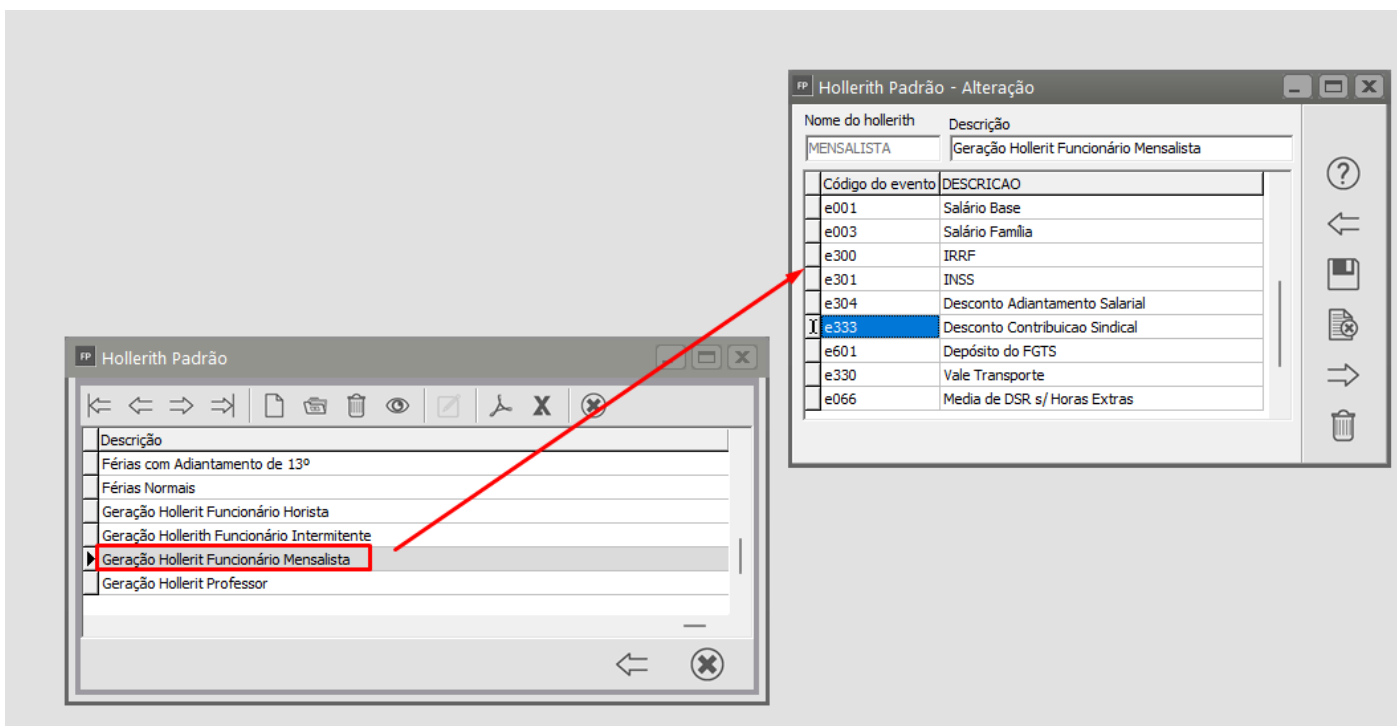 FP Hollerith Padrão - Alteração
Nome do hollerith Descrição
MENSALISTA Geração Hollerit Funcionário Mensalista
Código do evento DESCRICAO
e001 Salário Base
e003 Salário Família
e300 IRRF
e301 INSS
e304 Desconto Adiantamento Salarial
e333 Desconto Contribuicao Sindical
e601 Depósito do FGTS
e330 Vale Transporte
e066 Media de DSR s/ Horas Extras
FP Hollerith Padrão
Descrição
Férias com Adiantamento de 13º
Férias Normais
Geração Hollerit Funcionário Horista
Geração Hollerith Funcionário Intermitente
Geração Hollerit Funcionário Mensalista
Geração Hollerit Professor